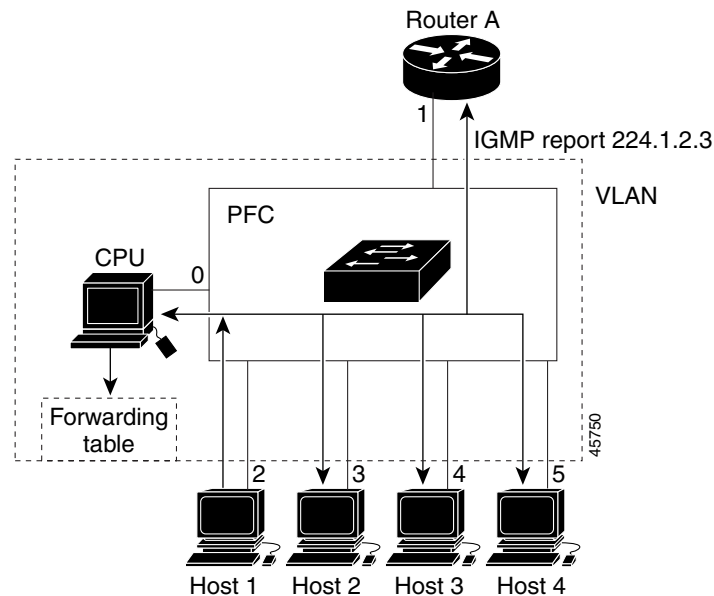 Router A
1
IGMP report 224.1.2.3
VLAN
PFC
CPU
0
Forwarding
table
45750
2
3
4
5
Host 1
Host 2
Host 3
Host 4